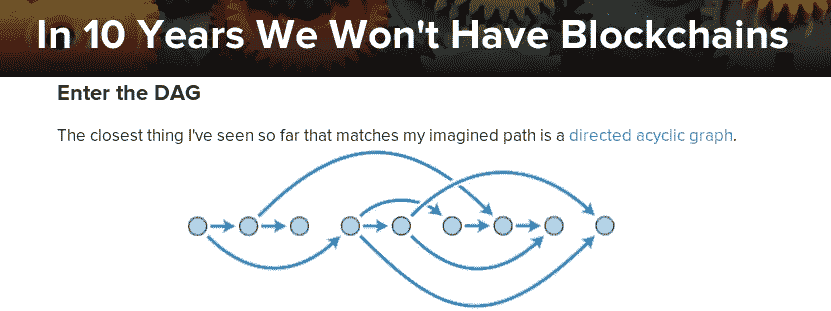 In 10 Years We Won't Have Blockchains
Enter the DAG
The closest thing I've seen so far that matches my imagined path is a directed acyclic graph.